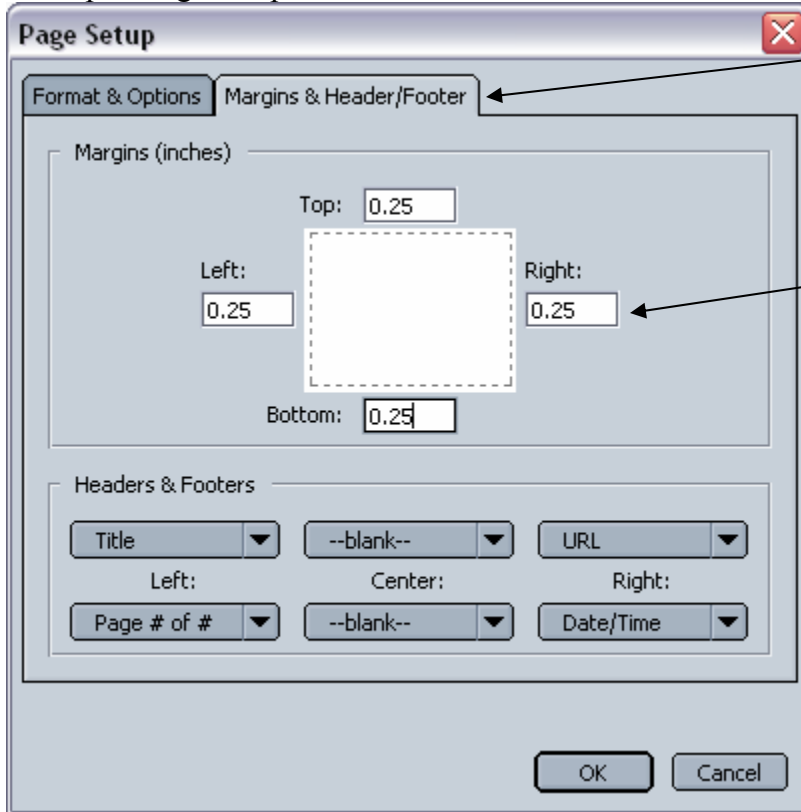 Page Setup
Format & Options Margins & Header/Footer
Margins (inches)
Top: 0.25
Left: Right:
0.25 0.25
Bottom: 0.25
Headers & Footers
Title --blank-- URL
Left: Center: Right:
Page # of # --blank-- Date/Time
OK Cancel